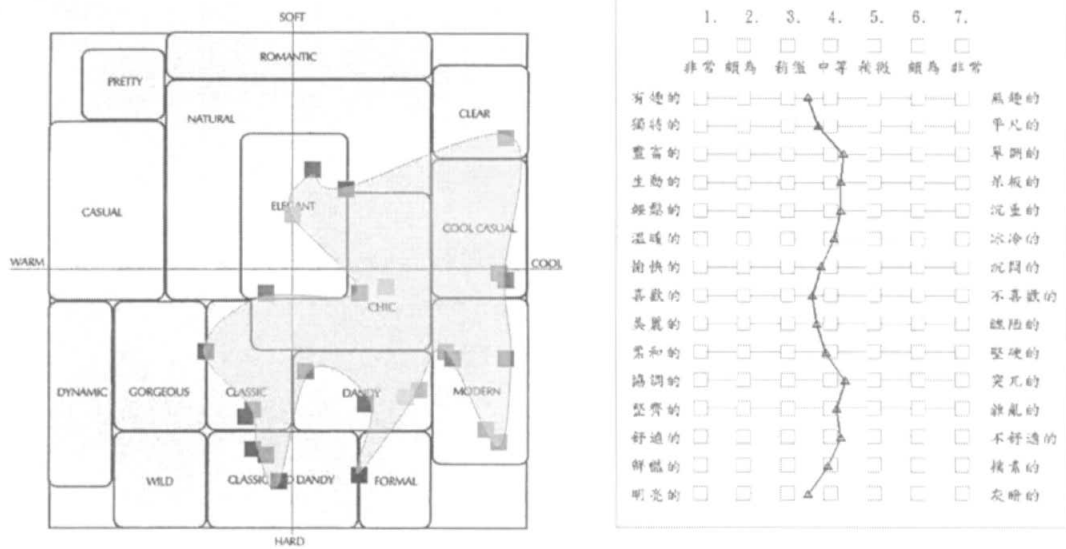 SOFT
ROMANTIC
PRETTY
CLEAR
NATURAL
CASUAL
ELEGANT
COOL CASUAL
WARM
COOL
CHIC
DYNAMIC
GORGEOUS
CLASSIC
DANDY
MODERN
WILD
CLASSIC AND DANDY
FORMAL
HARD
1. 2. 3. 4. 5. 6. 7.
非常 頗為 稍微 中等 稍微 頗為 非常
有趣的 無趣的
獨特的 平凡的
豐富的 單調的
生動的 呆板的
輕鬆的 沉重的
溫暖的 冰冷的
愉快的 沉悶的
喜歡的 不喜歡的
美麗的 醜陋的
柔和的 堅硬的
協調的 突兀的
整齊的 雜亂的
舒適的 不舒適的
鮮豔的 樸素的
明亮的 灰暗的